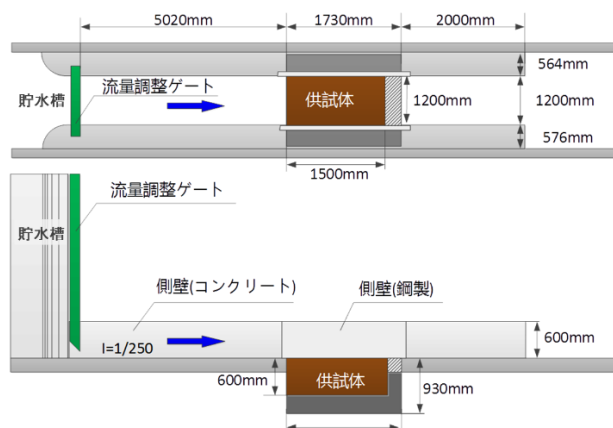 5020mm
1730mm
2000mm
流量調整ゲート
貯水槽
供試体
564mm
1200mm
1200mm
576mm
1500mm
流量調整ゲート
貯水槽
側壁(コンクリート)
側壁(鋼製)
I=1/250
600mm
600mm
供試体
930mm